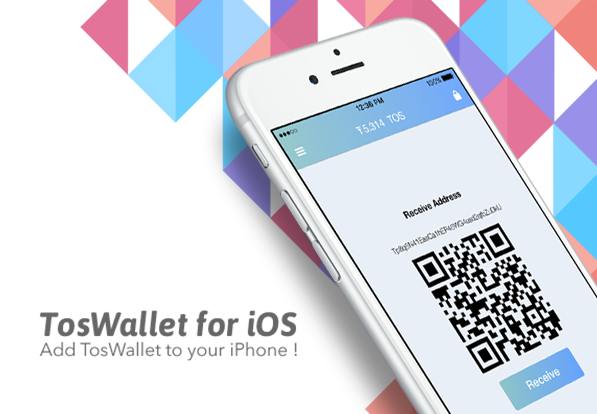 100%
12:36 PM
₮5.314 TOS
Receive Address
Receive
TosWallet for iOS
Add TosWallet to your iPhone !